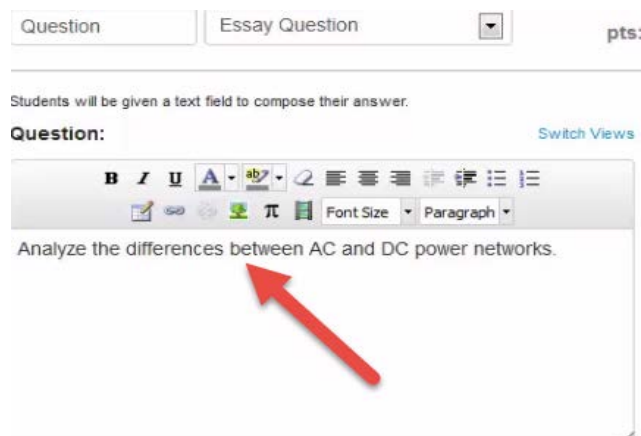 Question Essay Question pts:
Students will be given a text field to compose their answer.
Question: Switch Views
B I U A ab
π Font Size Paragraph
Analyze the differences between AC and DC power networks.